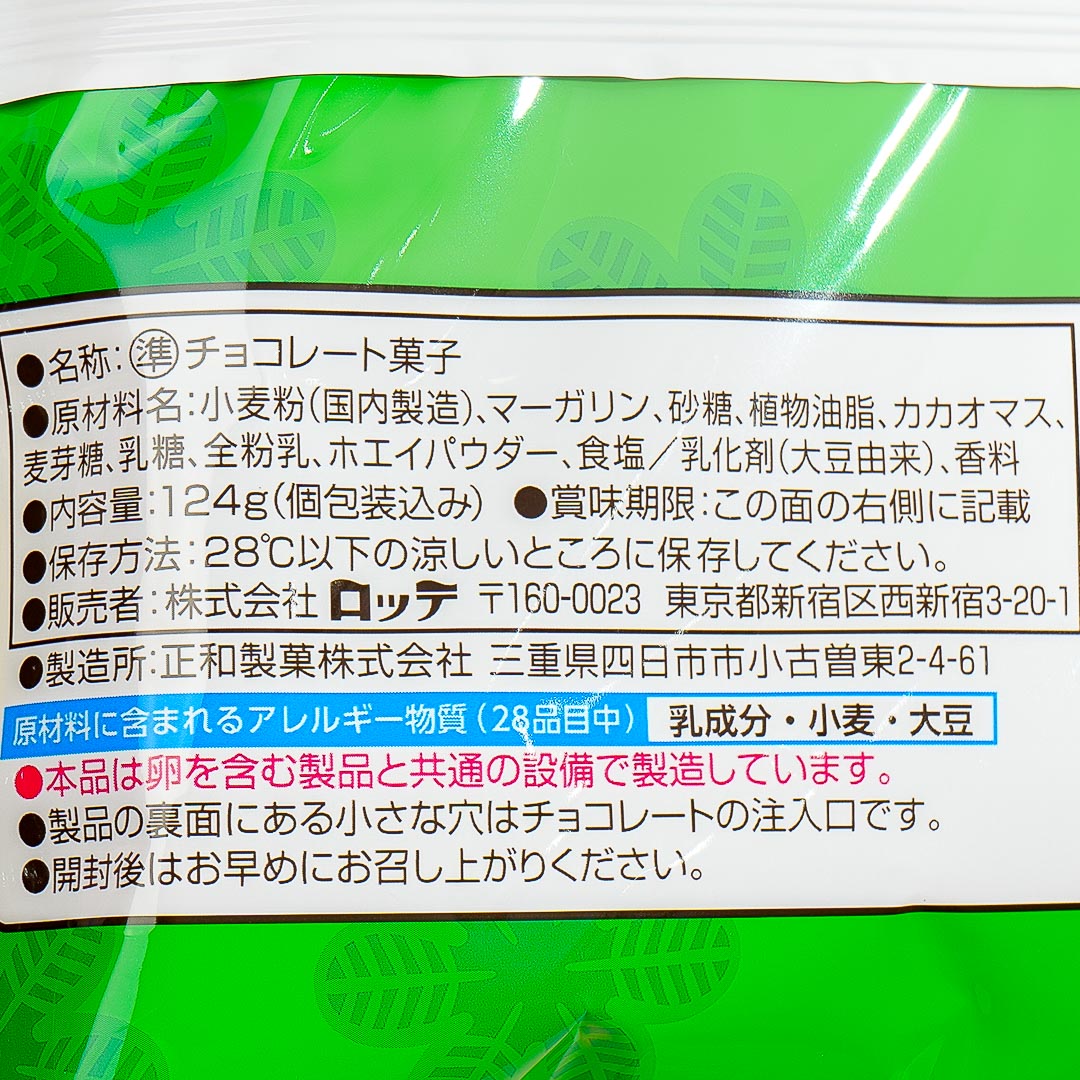 ●名称:準チョコレート菓子
●原材料名:小麦粉(国内製造)、マーガリン、砂糖、植物油脂、カカオマス、
麦芽糖、乳糖、全粉乳、ホエイパウダー、食塩/乳化剤(大豆由来)、香料
●内容量:124g(個包装込み) ●賞味期限:この面の右側に記載
●保存方法:28℃以下の涼しいところに保存してください。
●販売者:株式会社ロッテ 〒160-0023 東京都新宿区西新宿3-20-1
●製造所:正和製菓株式会社 三重県四日市市小古曽東2-4-61
原材料に含まれるアレルギー物質(28品目中) 乳成分・小麦・大豆
●本品は卵を含む製品と共通の設備で製造しています。
●製品の裏面にある小さな穴はチョコレートの注入口です。
●開封後はお早めにお召し上がりください。